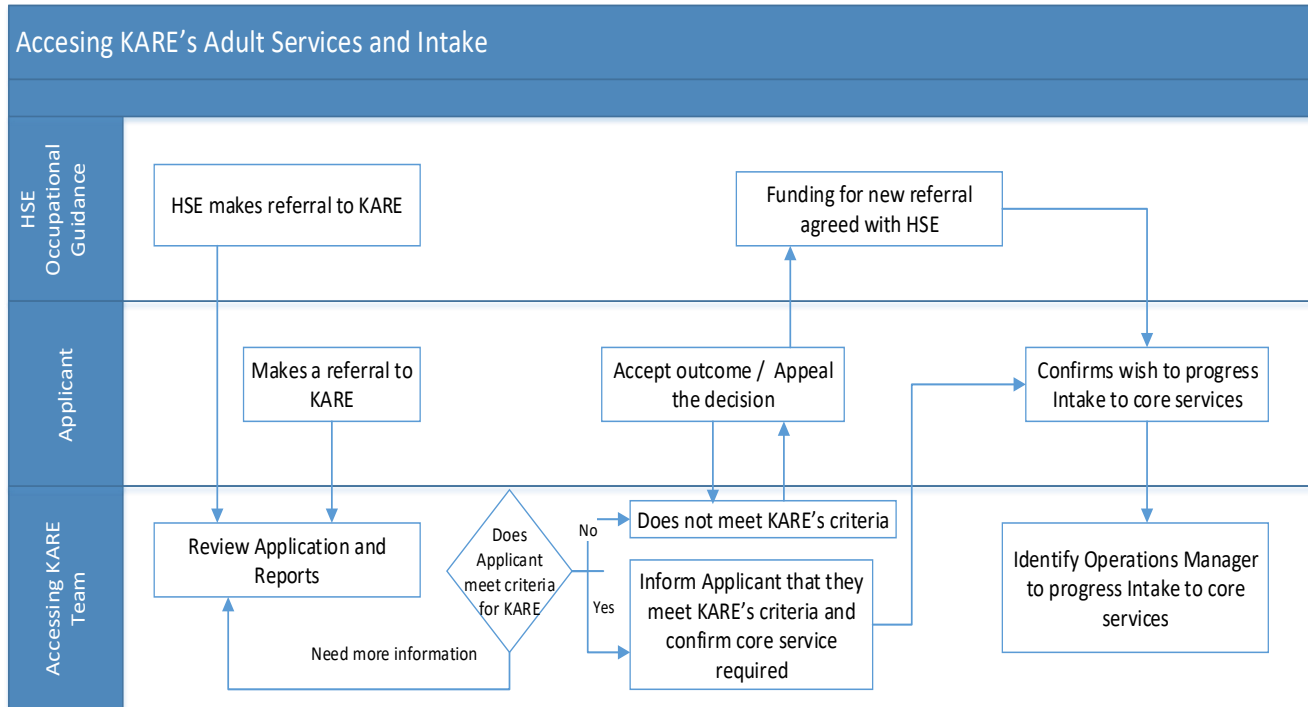 Accesing KARE's Adult Services and Intake
HSE
Occupational
Guidance
HSE makes referral to KARE
Funding for new referral
agreed with HSE
Applicant
Makes a referral to
KARE
Accept outcome / Appeal
the decision
Confirms wish to progress
Intake to core services
Accessing KARE
Team
Review Application and
Reports
Does
Applicant
meet criteria
for KARE
No
Yes
Need more information
Does not meet KARE's criteria
Inform Applicant that they
meet KARE's criteria and
confirm core service
required
Identify Operations Manager
to progress Intake to core
services